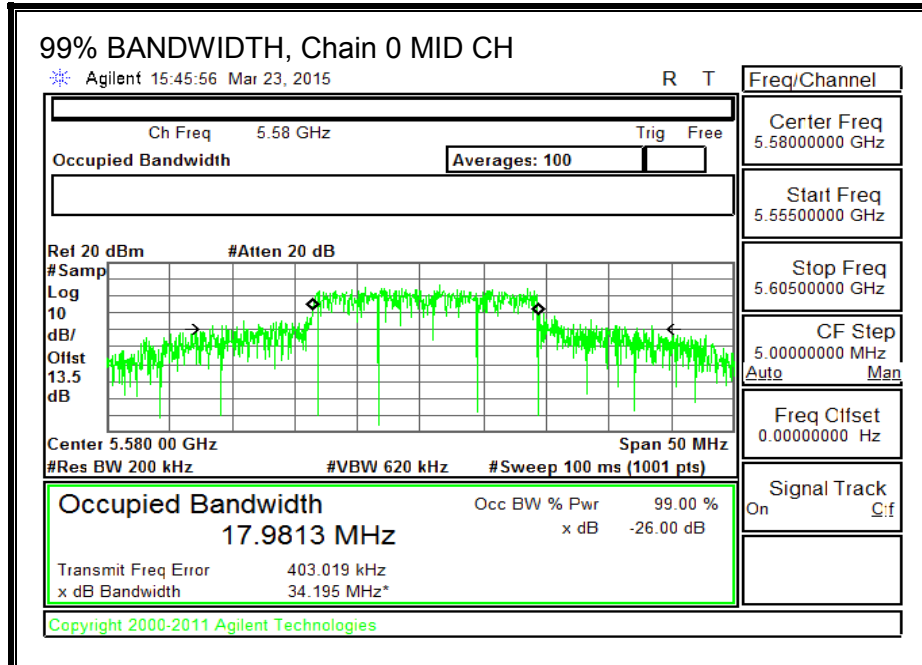 99% BANDWIDTH, Chain 0 MID CH
Agilent 15:45:56 Mar 23, 2015 R T
Ch Freq 5.58 GHz Trig Free
Occupied Bandwidth Averages: 100
Ref 20 dBm #Atten 20 dB
#Samp
Log
10
dB/
Offst
13.5
dB
Center 5.580 00 GHz Span 50 MHz
#Res BW 200 kHz #VBW 620 kHz #Sweep 100 ms (1001 pts)
Occupied Bandwidth Occ BW % Pwr 99.00 %
17.9813 MHz x dB -26.00 dB
Transmit Freq Error 403.019 kHz
x dB Bandwidth 34.195 MHz*
Copyright 2000-2011 Agilent Technologies
Freq/Channel
Center Freq
5.58000000 GHz
Start Freq
5.55500000 GHz
Stop Freq
5.60500000 GHz
CF Step
5.00000000 MHz
Auto Man
Freq Offset
0.00000000 Hz
Signal Track
On Off